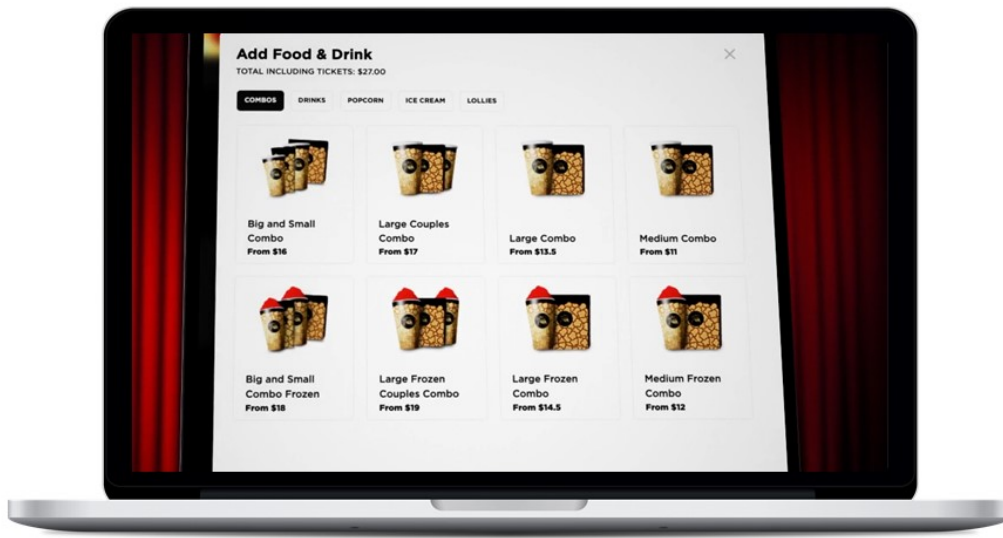 Add Food & Drink
TOTAL INCLUDING TICKETS: $27.00
COMBOS
DRINKS
POPCORN
ICE CREAM
LOLLIES
Big and Small
Combo
From $16
Large Couples
Combo
From $17
Large Combo
From $13.5
Medium Combo
From $11
Big and Small
Combo Frozen
From $18
Large Frozen
Couples Combo
From $19
Large Frozen
Combo
From $14.5
Medium Frozen
Combo
From $12